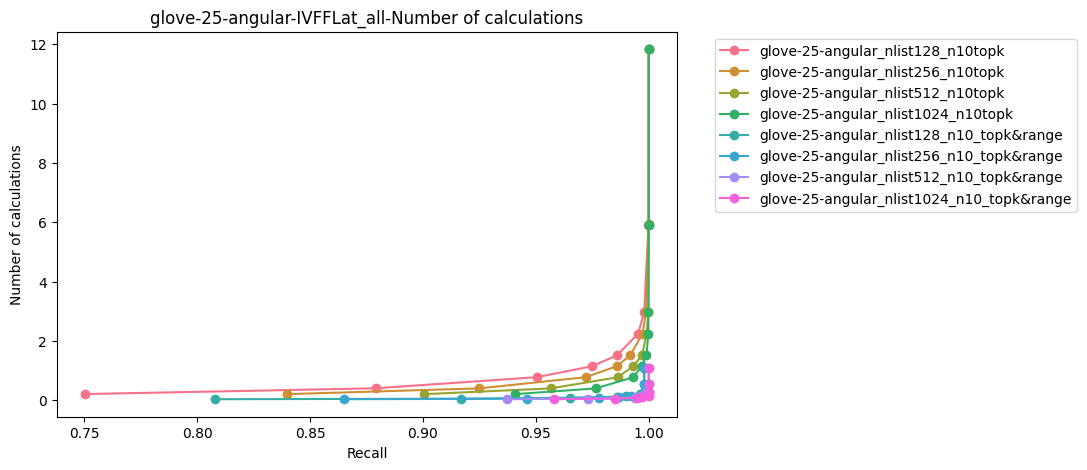 glove-25-angular-IVFFLat_all-Number of calculations
12
10
8
6
4
2
0
Number of calculations
0.75
0.80
0.85
0.90
0.95
1.00
Recall
glove-25-angular_nlist128_n10topk
glove-25-angular_nlist256_n10topk
glove-25-angular_nlist512_n10topk
glove-25-angular_nlist1024_n10topk
glove-25-angular_nlist128_n10_topk&range
glove-25-angular_nlist256_n10_topk&range
glove-25-angular_nlist512_n10_topk&range
glove-25-angular_nlist1024_n10_topk&range